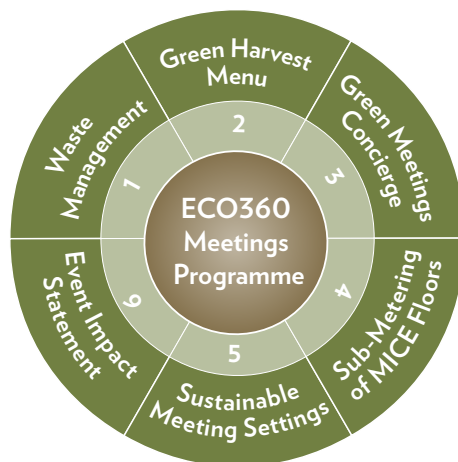 ECO360
Meetings
Programme
1
Waste
Management
2
Green Harvest
Menu
3
Green Meetings
Concierge
4
Sub-Metering
of MICE Floors
5
Sustainable
Meeting Settings
6
Event Impact
Statement